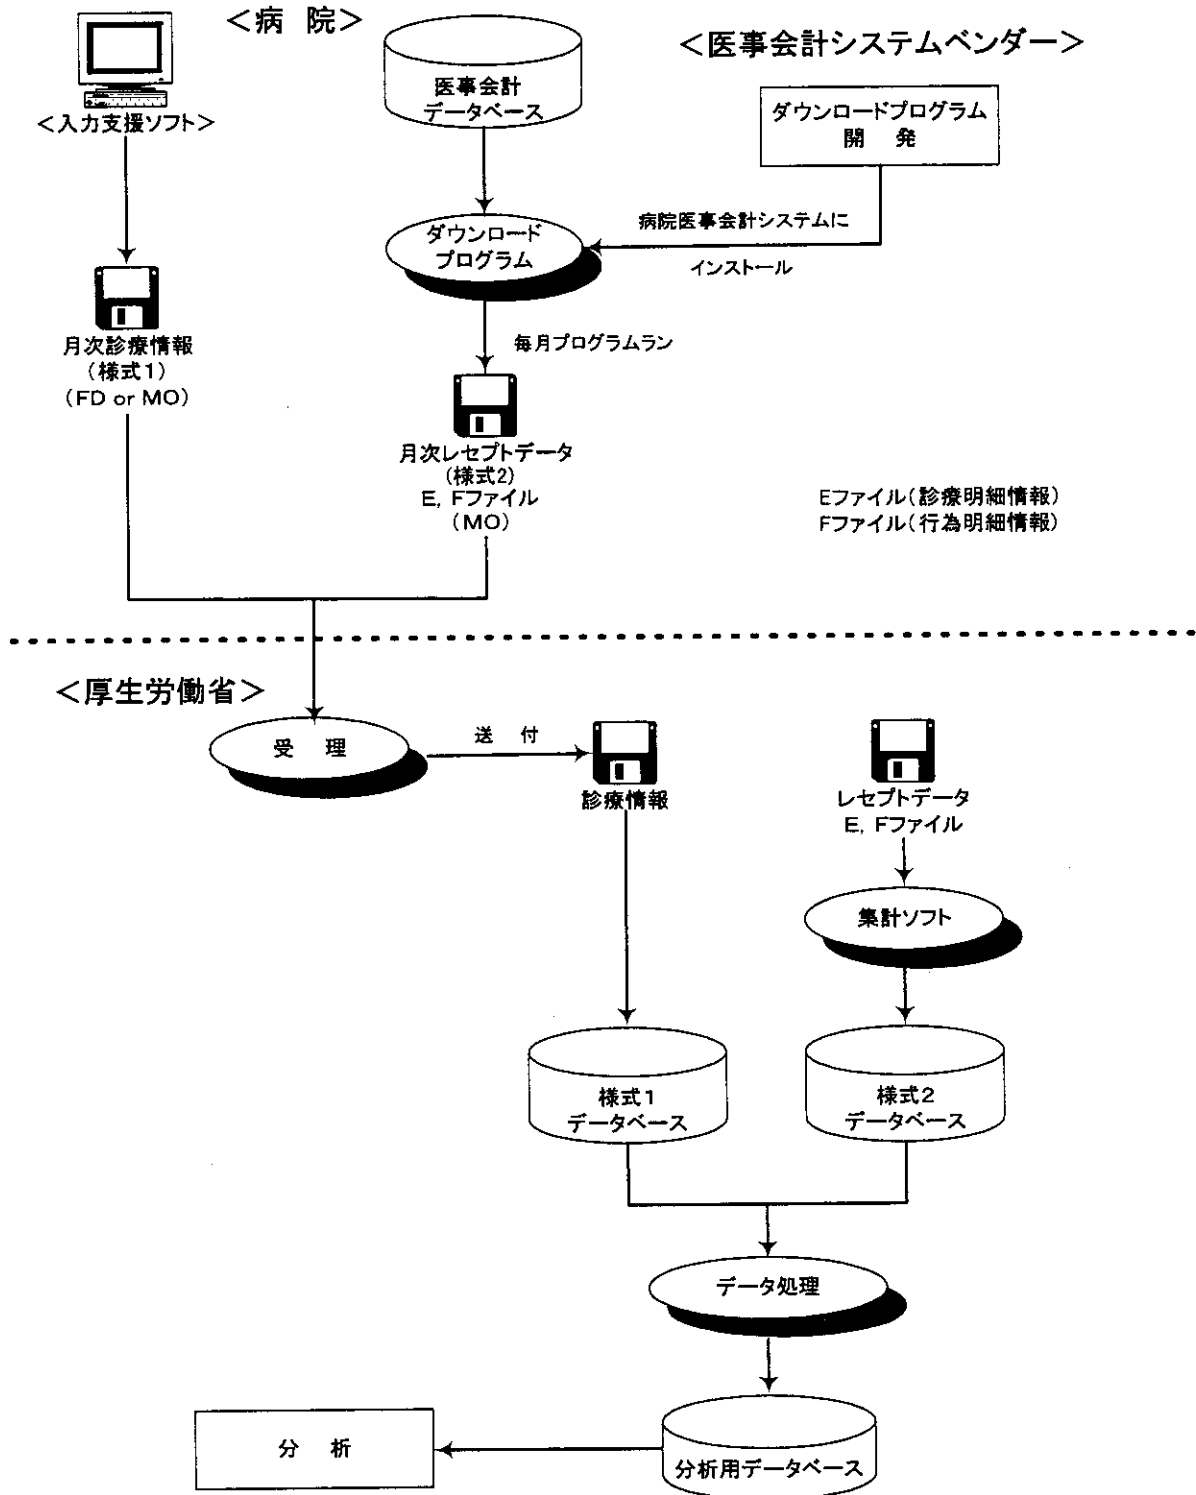 ＜病 院＞
＜医事会計システムベンダー＞
＜入力支援ソフト＞
医事会計
データベース
ダウンロードプログラム
開 発
病院医事会計システムに
インストール
ダウンロード
プログラム
毎月プログラムラン
月次診療情報
（様式1）
（FD or MO）
月次レセプトデータ
(様式2)
E, Fファイル
（MO）
Eファイル（診療明細情報）
Fファイル（行為明細情報）
＜厚生労働省＞
受 理
送 付
診療情報
レセプトデータ
E, Fファイル
集計ソフト
様式1
データベース
様式2
データベース
データ処理
分析用データベース
分 析